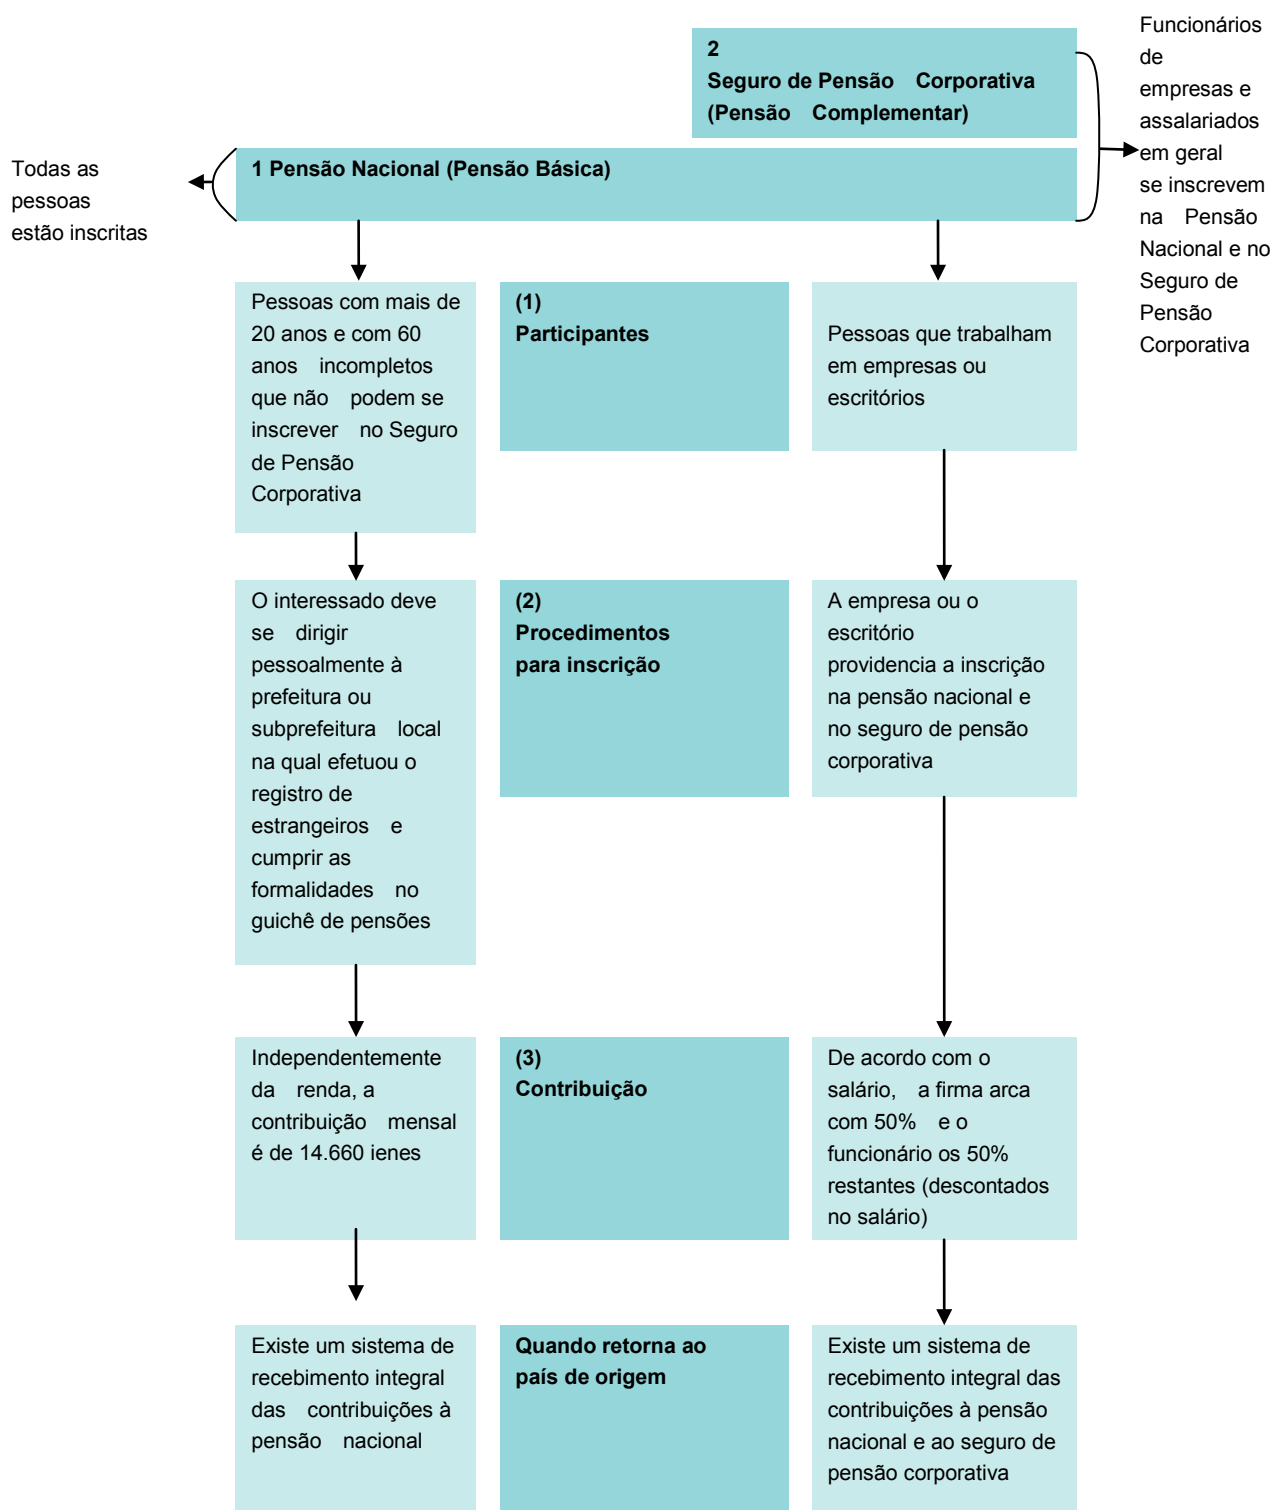 2
Seguro de Pensão Corporativa
(Pensão Complementar)
Funcionários
de
empresas e
assalariados
em geral
se inscrevem
na Pensão
Nacional e no
Seguro de
Pensão
Corporativa
Todas as
pessoas
estão inscritas
1 Pensão Nacional (Pensão Básica)
Pessoas com mais de
20 anos e com 60
anos incompletos
que não podem se
inscrever no Seguro
de Pensão
Corporativa
(1)
Participantes
Pessoas que trabalham
em empresas ou
escritórios
O interessado deve
se dirigir
pessoalmente à
prefeitura ou
subprefeitura local
na qual efetuou o
registro de
estrangeiros e
cumprir as
formalidades no
guichê de pensões
(2)
Procedimentos
para inscrição
A empresa ou o
escritório
providencia a inscrição
na pensão nacional e
no seguro de pensão
corporativa
Independentemente
da renda, a
contribuição mensal
é de 14.660 ienes
(3)
Contribuição
De acordo com o
salário, a firma arca
com 50% e o
funcionário os 50%
restantes (descontados
no salário)
Existe um sistema de
recebimento integral
das contribuições à
pensão nacional
Quando retorna ao
país de origem
Existe um sistema de
recebimento integral das
contribuições à pensão
nacional e ao seguro de
pensão corporativa